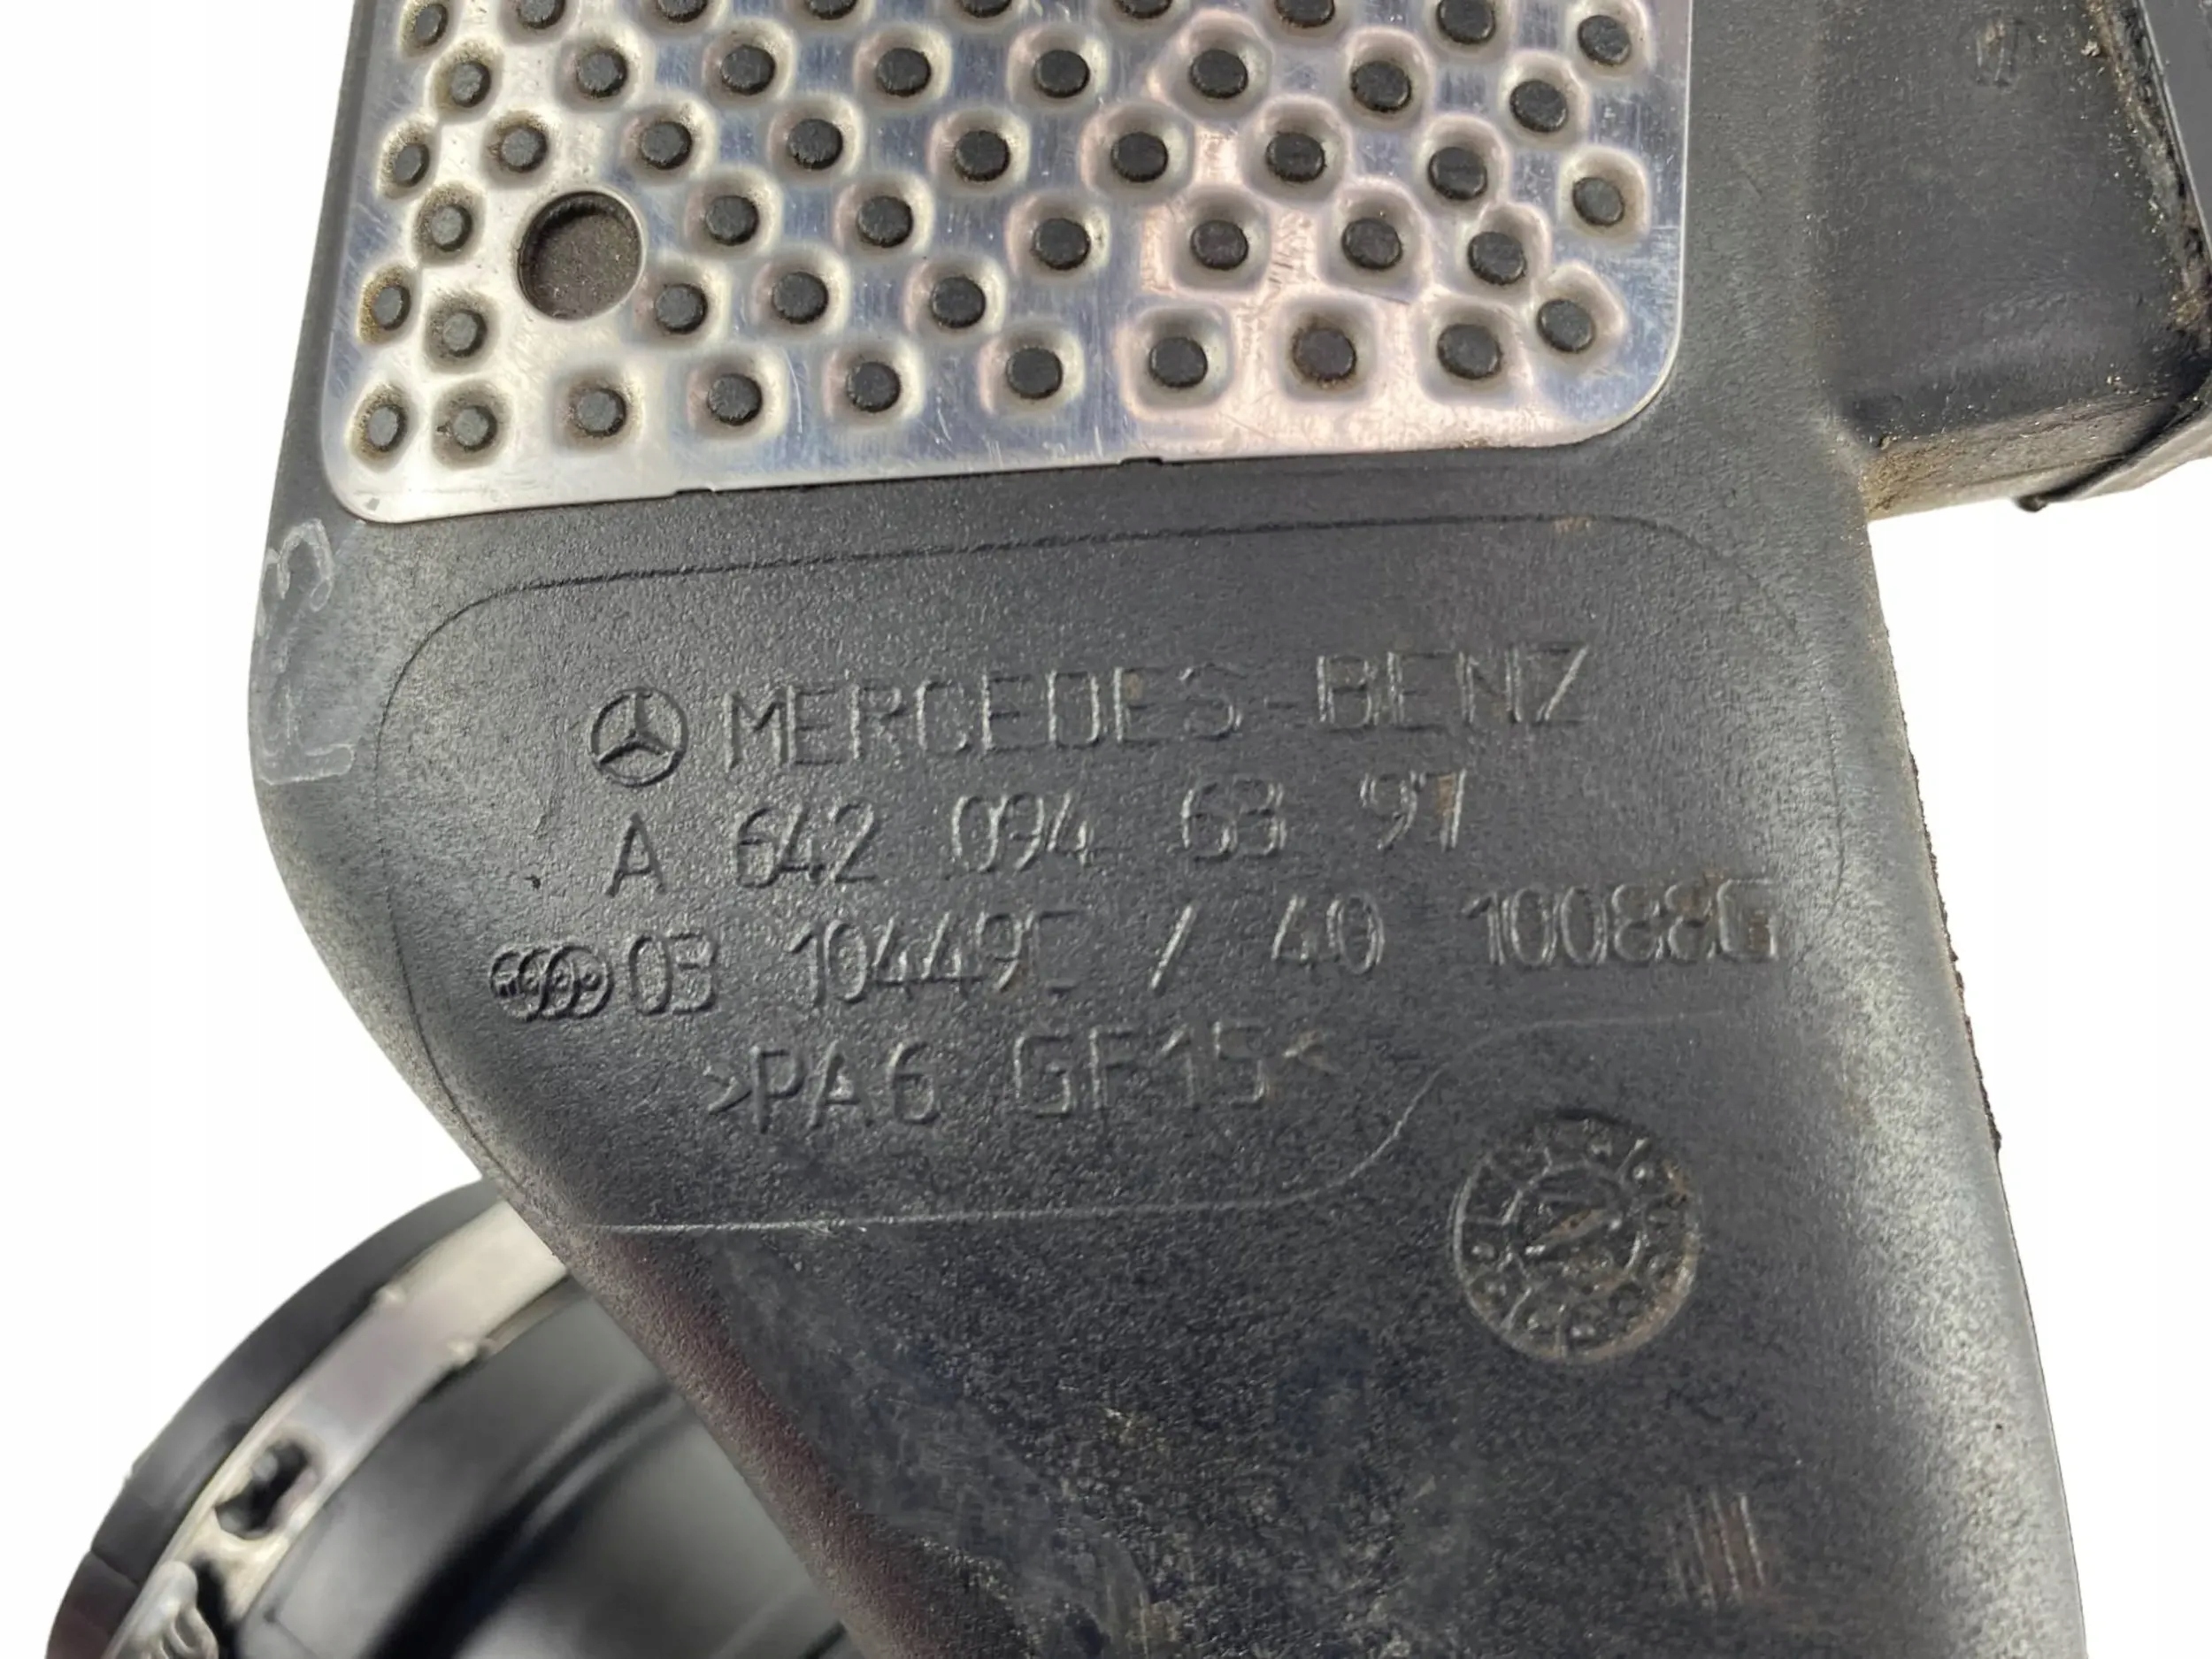 MERCEDES-BENZ
A 642 094 63 97
03 10449C / 40 10088G
>PA6 GF15<